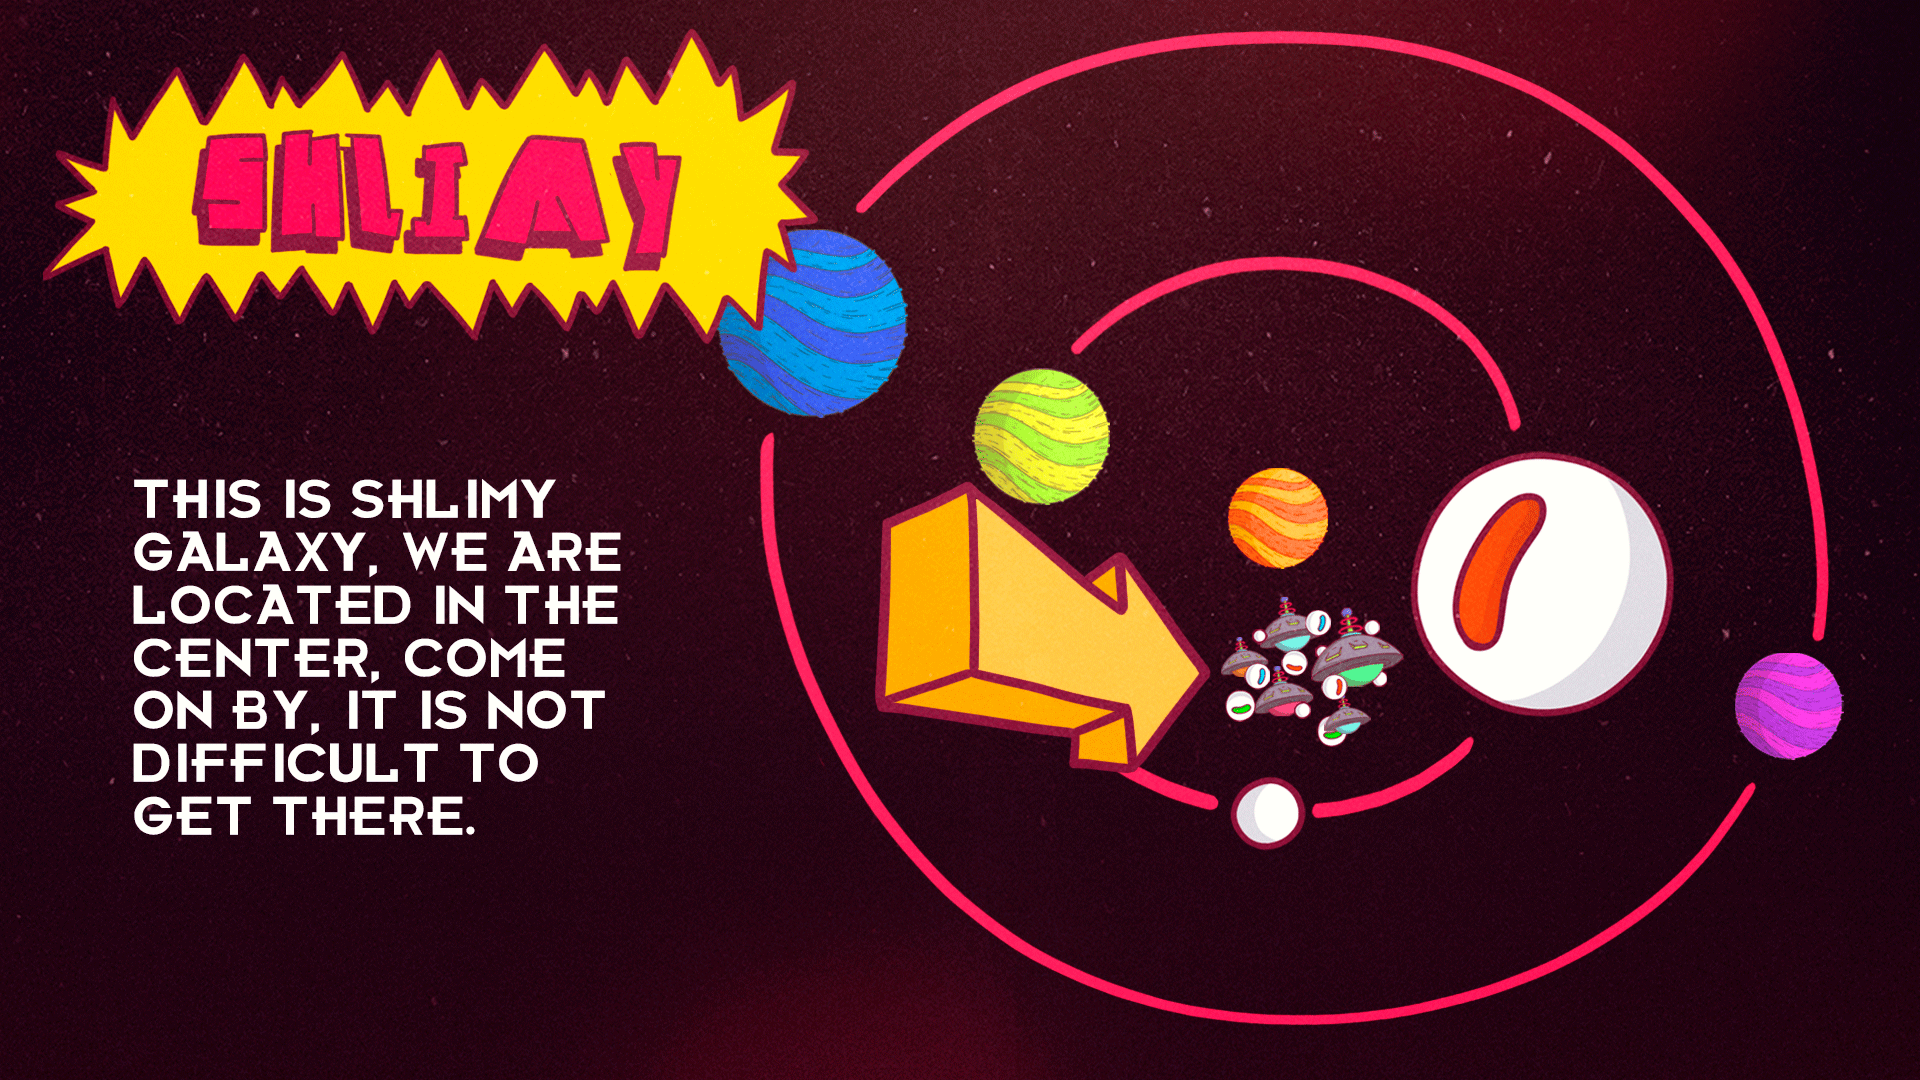 SHLIMY
THIS IS SHLIMY
GALAXY, WE ARE
LOCATED IN THE
CENTER, COME
ON BY, IT IS NOT
DIFFICULT TO
GET THERE.